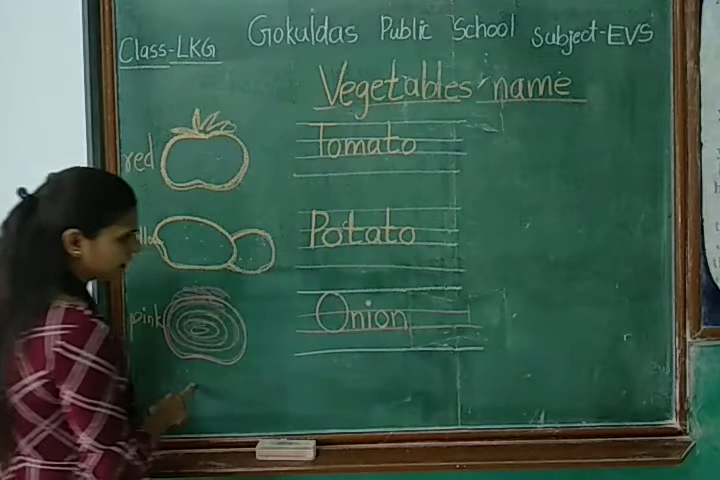 Gokuldas Public School
Class-LKG
Subject-EVS
Vegetables name
red
Tomato
Potato
pink
Onion